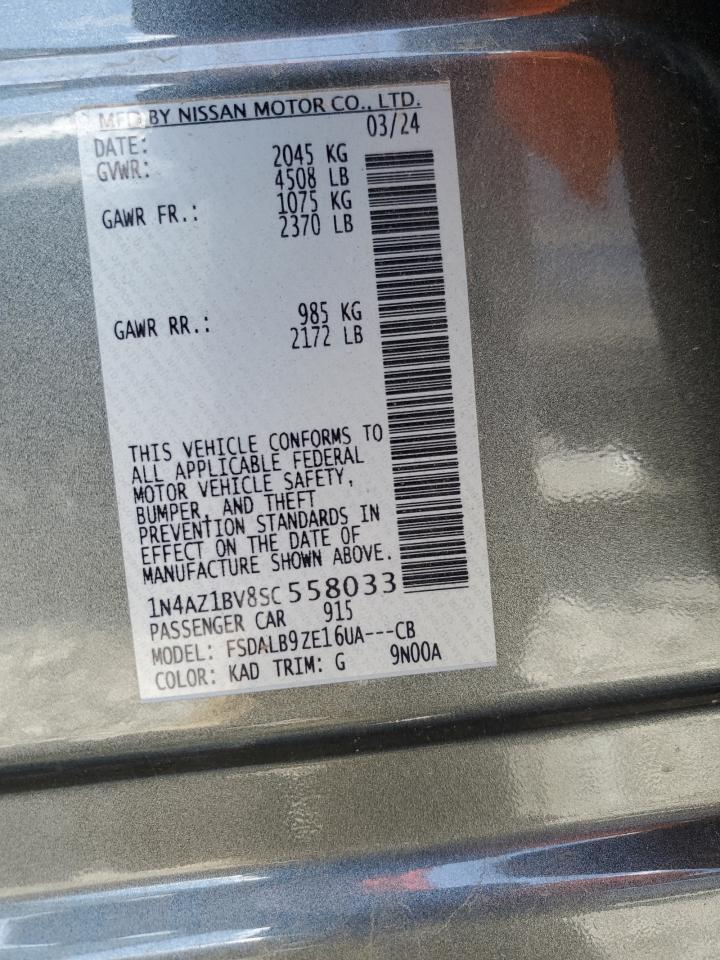 MFD BY NISSAN MOTOR CO., LTD.
DATE: 03/24
GVWR: 2045 KG
4508 LB
GAWR FR.: 1075 KG
2370 LB
GAWR RR.: 985 KG
2172 LB
THIS VEHICLE CONFORMS TO
ALL APPLICABLE FEDERAL
MOTOR VEHICLE SAFETY,
BUMPER, AND THEFT
PREVENTION STANDARDS IN
EFFECT ON THE DATE OF
MANUFACTURE SHOWN ABOVE.
1N4AZ1BV8SC558033
PASSENGER CAR 915
MODEL: FSDALB9ZE16UA---CB
COLOR: KAD TRIM: G 9N00A